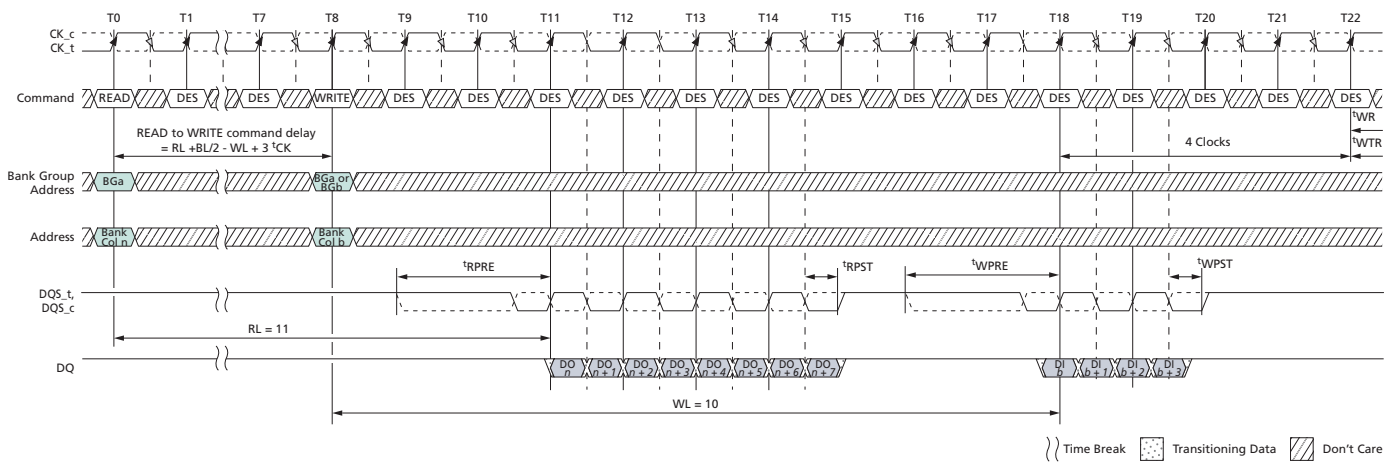 T0 T1 T7 T8 T9 T10 T11 T12 T13 T14 T15 T16 T17 T18 T19 T20 T21 T22
CK_c
CK_t
Command READ DES DES WRITE DES DES DES DES DES DES DES DES DES DES DES DES DES DES
tWR
READ to WRITE command delay
= RL +BL/2 - WL + 3 tCK
4 Clocks
tWTR
Bank Group
Address
BGa
BGa or
BGb
Address
Bank
Col n
Bank
Col b
tRPRE tRPST tWPRE tWPST
DQS_t,
DQS_c
RL = 11
DQ
DO
n
DO
n + 1
DO
n + 2
DO
n + 3
DO
n + 4
DO
n + 5
DO
n + 6
DO
n + 7
DI
b
DI
b + 1
DI
b + 2
DI
b + 3
WL = 10
Time Break Transitioning Data Don't Care